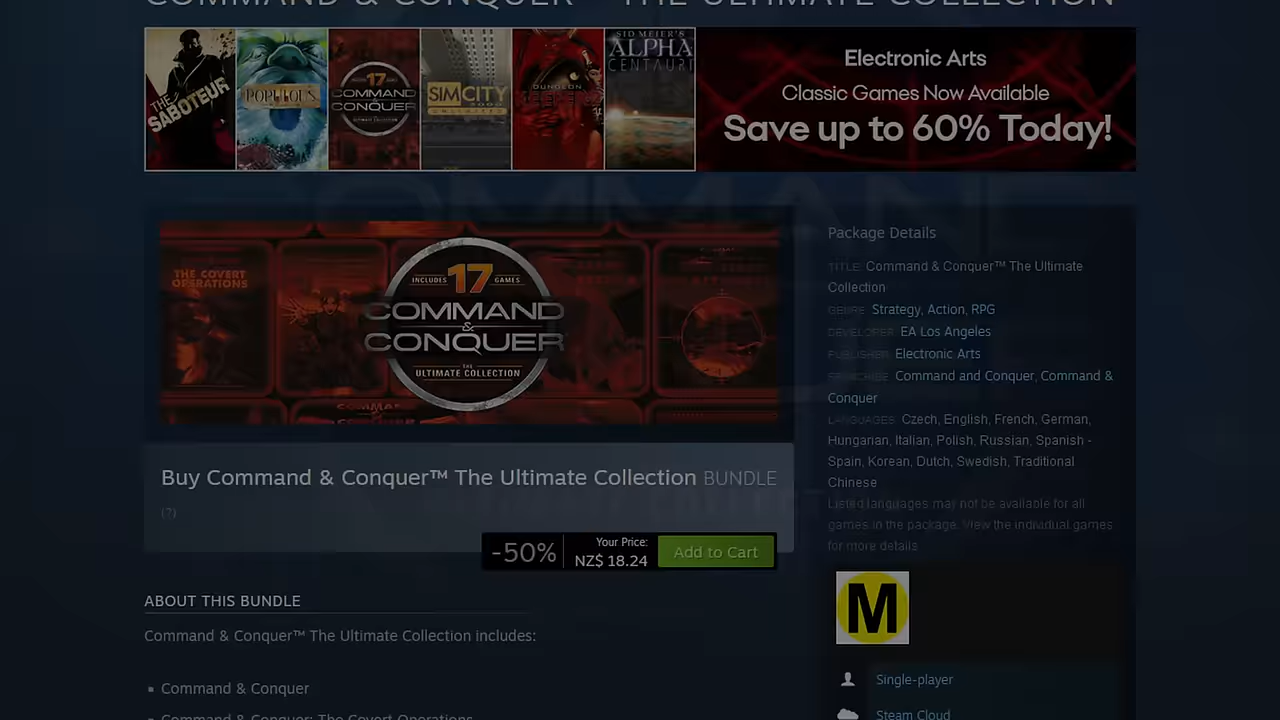 COMMAND & CONQUER™ THE ULTIMATE COLLECTION
THE SABOTEUR
POPULOUS
17
COMMAND
&
CONQUER
SIMCITY
3000
UNLIMITED
DUNGEON
SID MEIER'S
ALPHA
CENTAURI
Electronic Arts
Classic Games Now Available
Save up to 60% Today!
THE COVERT
OPERATIONS
INCLUDES 17 GAMES
COMMAND
&
CONQUER
THE
ULTIMATE COLLECTION
Buy Command & Conquer™ The Ultimate Collection BUNDLE
(?)
-50%
Your Price:
NZ$ 18.24
Add to Cart
ABOUT THIS BUNDLE
Command & Conquer™ The Ultimate Collection includes:
Command & Conquer
Command & Conquer: The Covert Operations
Package Details
TITLE: Command & Conquer™ The Ultimate
Collection
GENRE: Strategy, Action, RPG
DEVELOPER: EA Los Angeles
PUBLISHER: Electronic Arts
FRANCHISE: Command and Conquer, Command &
Conquer
LANGUAGES: Czech, English, French, German,
Hungarian, Italian, Polish, Russian, Spanish -
Spain, Korean, Dutch, Swedish, Traditional
Chinese
Listed languages may not be available for all
games in the package. View the individual games
for more details
M
Single-player
Steam Cloud